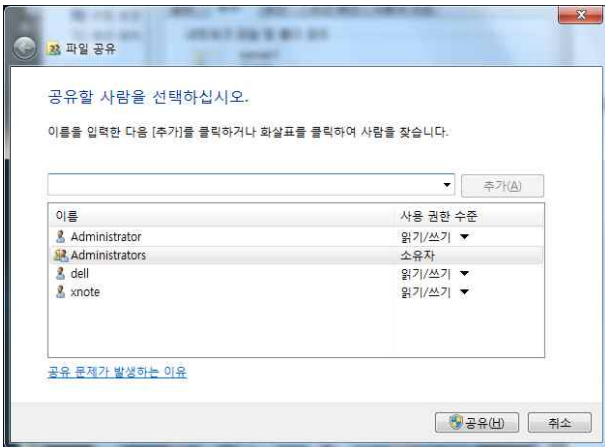 파일 공유
공유할 사람을 선택하십시오.
이름을 입력한 다음 [추가]를 클릭하거나 화살표를 클릭하여 사람을 찾습니다.
추가(A)
이름 사용 권한 수준
Administrator 읽기/쓰기
Administrators 소유자
dell 읽기/쓰기
xnote 읽기/쓰기
공유 문제가 발생하는 이유
공유(H) 취소